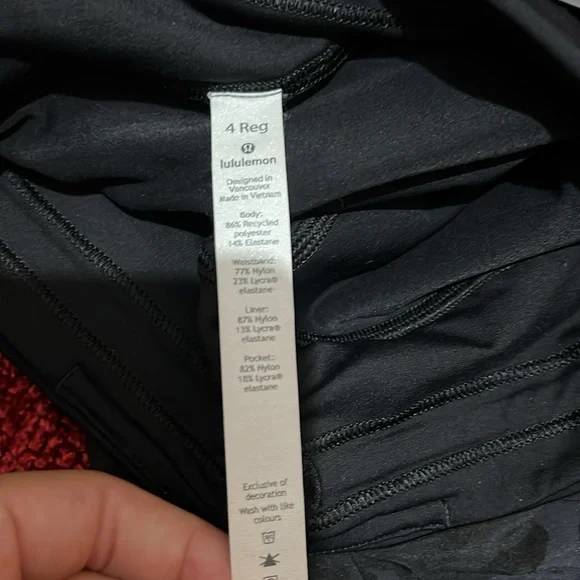 4 Reg
lululemon
Designed in
Vancouver
Made in Vietnam
Body:
86% Recycled
polyester
14% Elastane
Waistband:
77% Nylon
23% Lycra®
elastane
Liner:
87% Nylon
13% Lycra®
elastane
Pocket:
82% Nylon
18% Lycra®
elastane
Exclusive of
decoration
Wash with like
colours